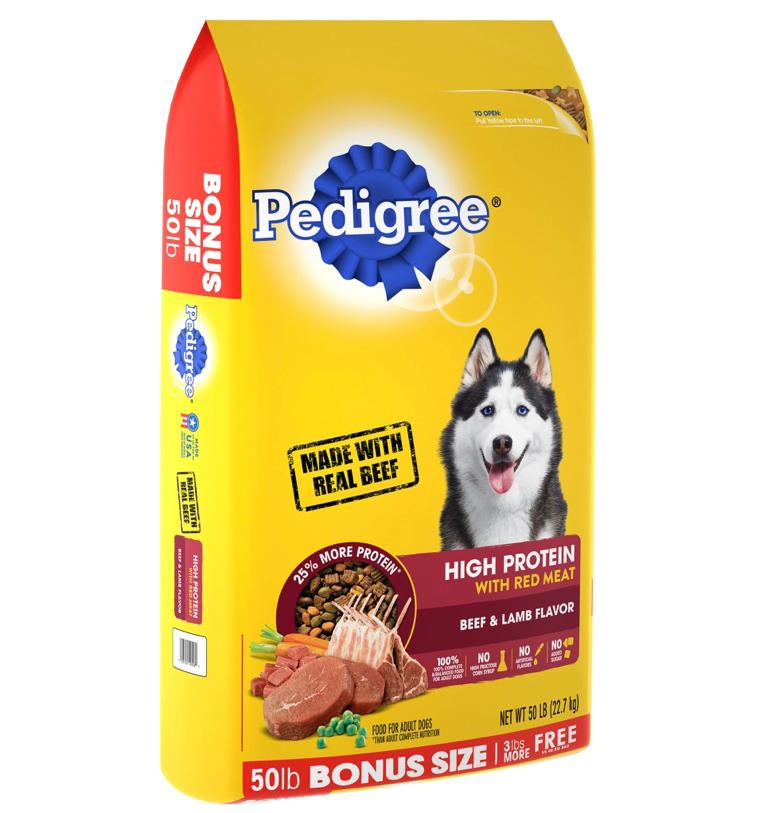 TO OPEN:
Pull Yellow tape to the left
Pedigree®
BONUS
SIZE
50lb
Pedigree®
MADE
USA
MADE WITH
REAL BEEF
HIGH PROTEIN
WITH RED MEAT
BEEF & LAMB FLAVOR
MADE WITH
REAL BEEF
25% MORE PROTEIN*
HIGH PROTEIN
WITH RED MEAT
BEEF & LAMB FLAVOR
100%
100% COMPLETE
& BALANCED FOOD
FOR ADULT DOGS
NO
HIGH FRUCTOSE
CORN SYRUP
NO
ARTIFICIAL
FLAVORS
NO
ADDED
SUGAR
FOOD FOR ADULT DOGS
*THAN ADULT COMPLETE NUTRITION
NET WT 50 LB (22.7 kg)
50lb BONUS SIZE
3lbs
MORE
FREE